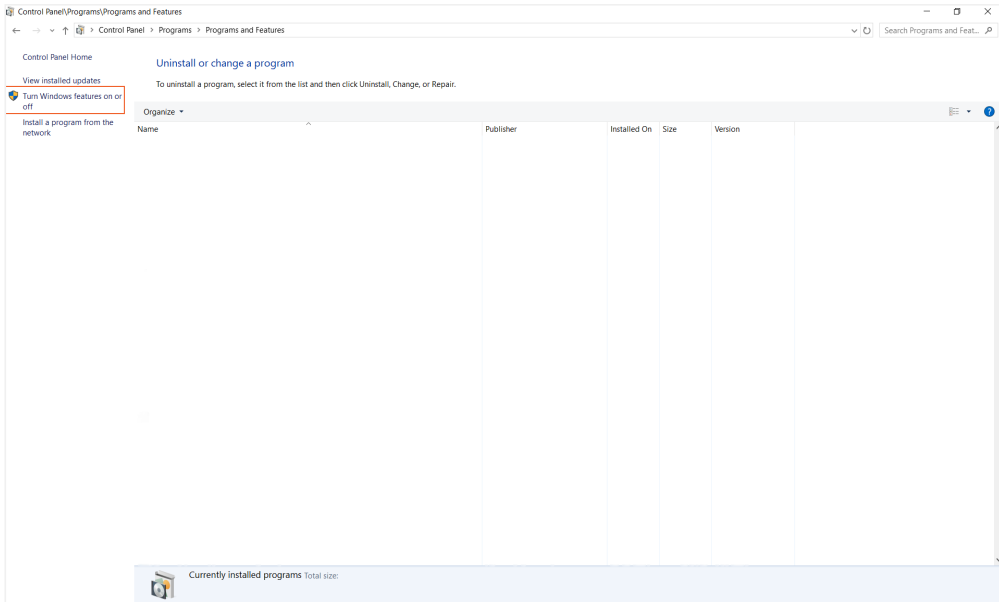 Control Panel\Programs\Programs and Features
Control Panel > Programs > Programs and Features
Search Programs and Feat...
Control Panel Home
View installed updates
Turn Windows features on or
off
Install a program from the
network
Uninstall or change a program
To uninstall a program, select it from the list and then click Uninstall, Change, or Repair.
Organize
Name Publisher Installed On Size Version
Currently installed programs Total size: